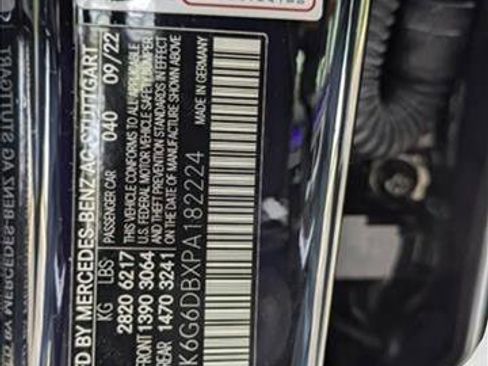 D BY MERCEDES-BENZ AG STUTTGART
PASSENGER CAR 040 09/22
KG LBS
2820 6217
FRONT 1390 3064
1470 3241
THIS VEHICLE CONFORMS TO ALL APPLICABLE
U.S. FEDERAL MOTOR VEHICLE SAFETY, BUMPER,
AND THEFT PREVENTION STANDARDS IN EFFECT
ON THE DATE OF MANUFACTURE SHOWN ABOVE
K6G6DBXPA182224
MADE IN GERMANY